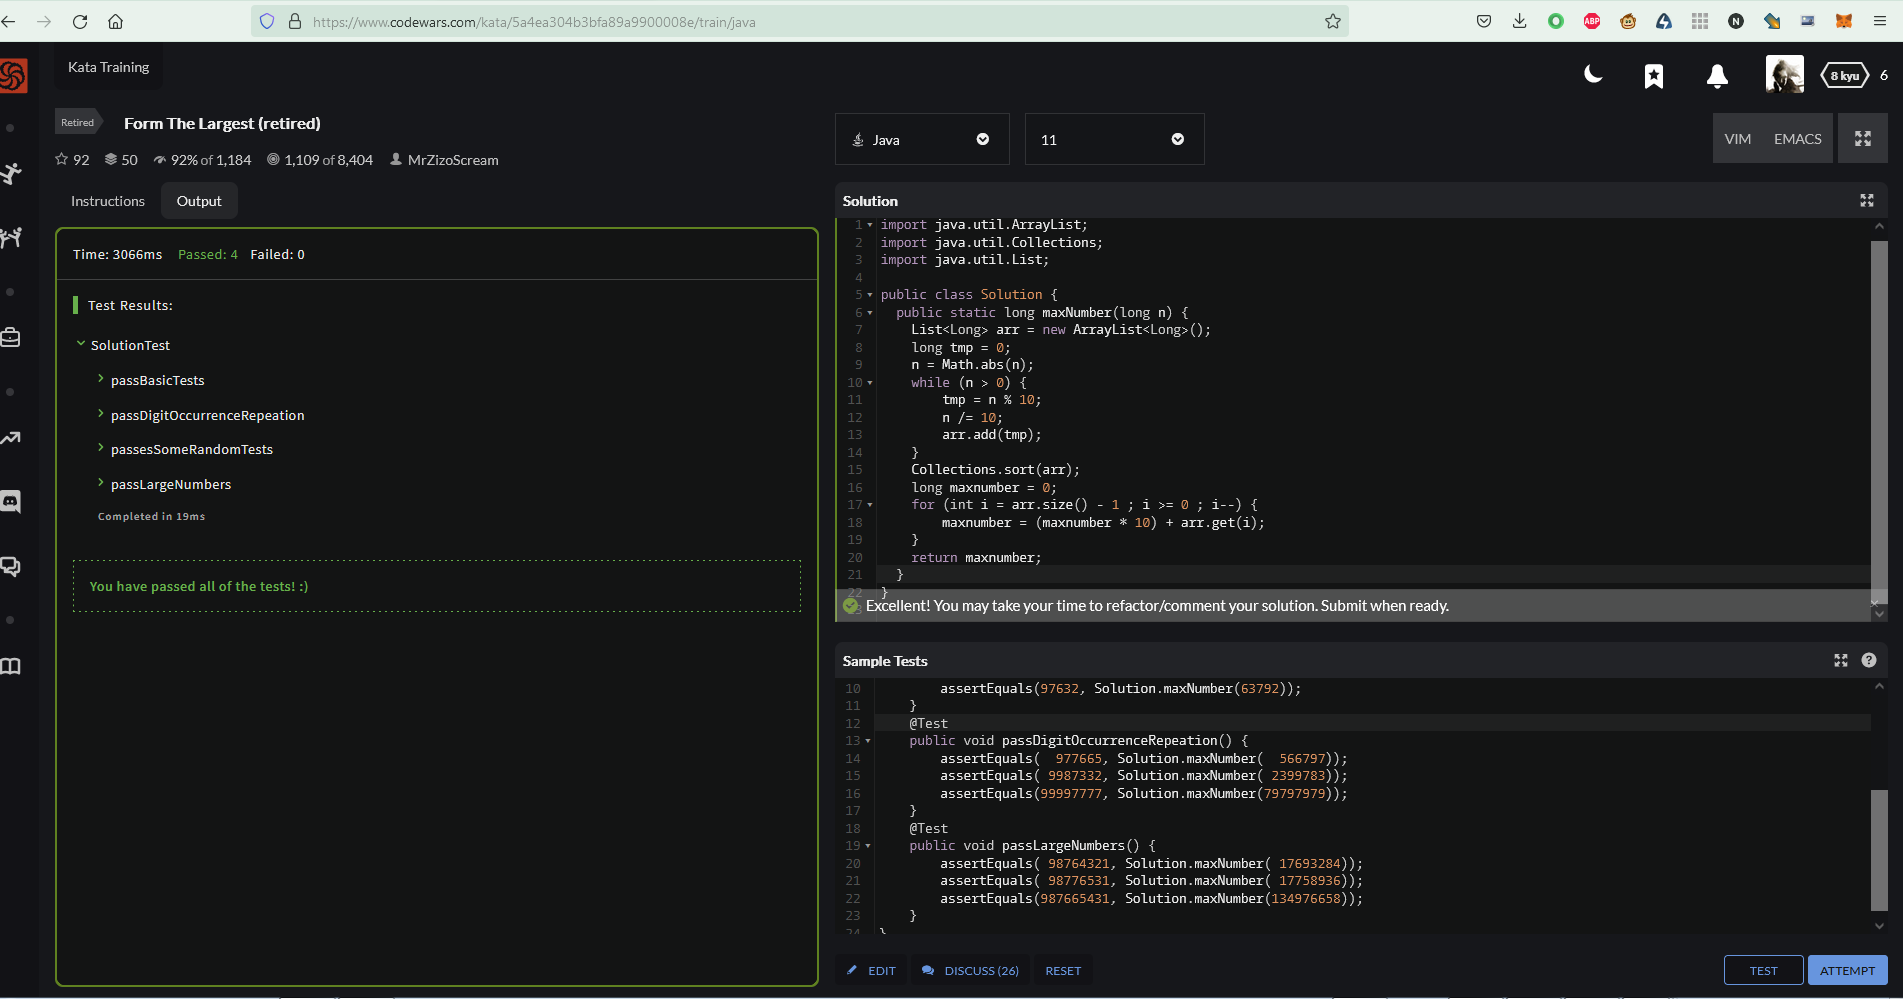 https://www.codewars.com/kata/5a4ea304b3bfa89a9900008e/train/java
ABP
N
Kata Training
8 kyu
6
Retired
Form The Largest (retired)
92
50
92% of 1,184
1,109 of 8,404
MrZizoScream
Java
11
VIM
EMACS
Instructions
Output
Time: 3066ms Passed: 4 Failed: 0
Test Results:
SolutionTest
passBasicTests
passDigitOccurrenceRepeation
passesSomeRandomTests
passLargeNumbers
Completed in 19ms
You have passed all of the tests! :)
Solution
1 import java.util.ArrayList;
2 import java.util.Collections;
3 import java.util.List;
4
5 public class Solution {
6 public static long maxNumber(long n) {
7 List<Long> arr = new ArrayList<Long>();
8 long tmp = 0;
9 n = Math.abs(n);
10 while (n > 0) {
11 tmp = n % 10;
12 n /= 10;
13 arr.add(tmp);
14 }
15 Collections.sort(arr);
16 long maxnumber = 0;
17 for (int i = arr.size() - 1 ; i >= 0 ; i--) {
18 maxnumber = (maxnumber * 10) + arr.get(i);
19 }
20 return maxnumber;
21 }
22 }
Excellent! You may take your time to refactor/comment your solution. Submit when ready.
Sample Tests
10 assertEquals(97632, Solution.maxNumber(63792));
11 }
12 @Test
13 public void passDigitOccurrenceRepeation() {
14 assertEquals(  977665, Solution.maxNumber(  566797));
15 assertEquals( 9987332, Solution.maxNumber( 2399783));
16 assertEquals(99997777, Solution.maxNumber(79797979));
17 }
18 @Test
19 public void passLargeNumbers() {
20 assertEquals( 98764321, Solution.maxNumber( 17693284));
21 assertEquals( 98776531, Solution.maxNumber( 17758936));
22 assertEquals(987665431, Solution.maxNumber(134976658));
23 }
24 }
EDIT
DISCUSS (26)
RESET
TEST
ATTEMPT